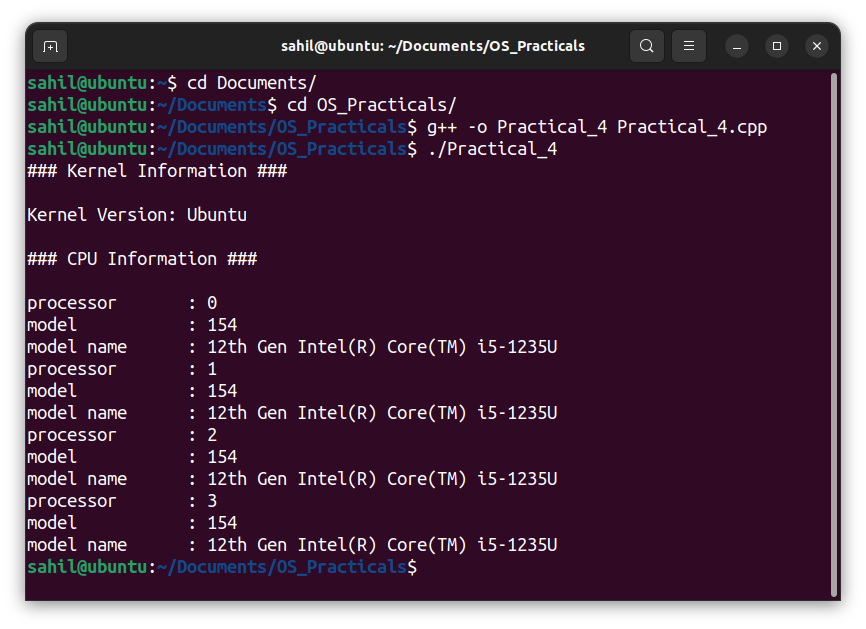 sahil@ubuntu: ~/Documents/OS_Practicals
sahil@ubuntu:~$ cd Documents/
sahil@ubuntu:~/Documents$ cd OS_Practicals/
sahil@ubuntu:~/Documents/OS_Practicals$ g++ -o Practical_4 Practical_4.cpp
sahil@ubuntu:~/Documents/OS_Practicals$ ./Practical_4
### Kernel Information ###
Kernel Version: Ubuntu
### CPU Information ###
processor       : 0
model           : 154
model name      : 12th Gen Intel(R) Core(TM) i5-1235U
processor       : 1
model           : 154
model name      : 12th Gen Intel(R) Core(TM) i5-1235U
processor       : 2
model           : 154
model name      : 12th Gen Intel(R) Core(TM) i5-1235U
processor       : 3
model           : 154
model name      : 12th Gen Intel(R) Core(TM) i5-1235U
sahil@ubuntu:~/Documents/OS_Practicals$